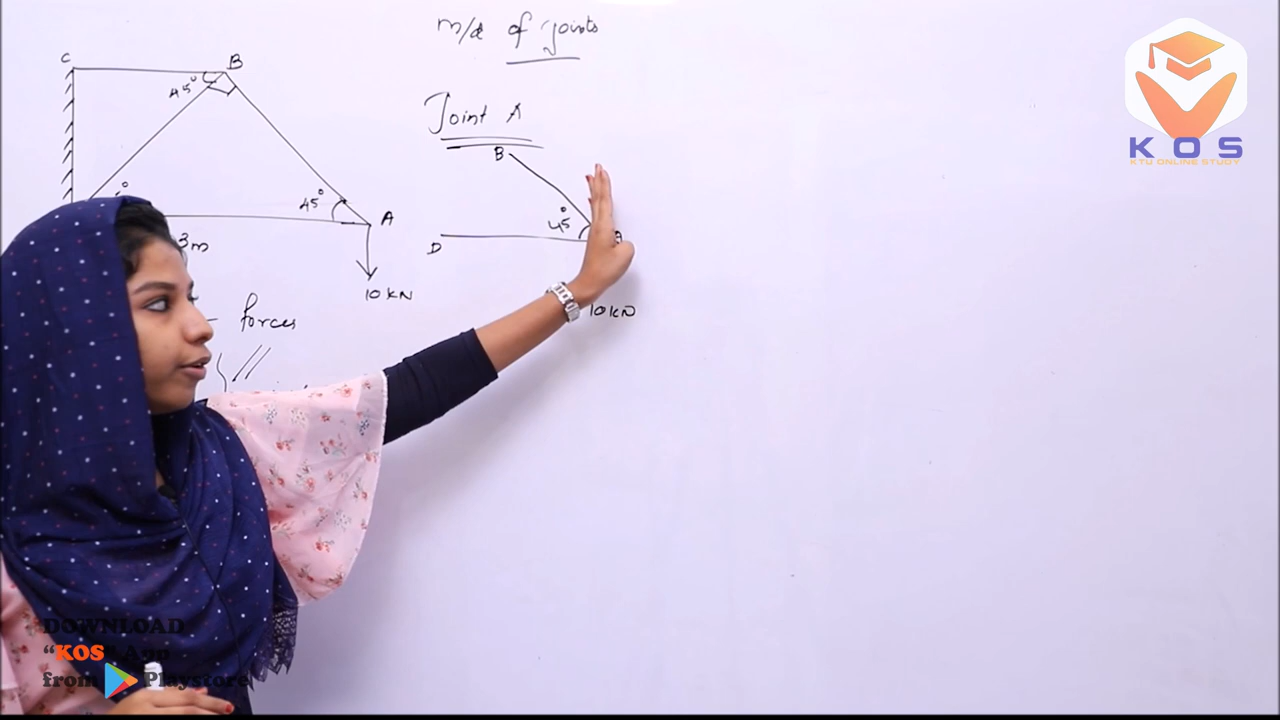 m/d of joints
C
B
45°
45°
A
3m
10 kN
forces
Joint A
B
45°
D
10 kN
KOS
KTU ONLINE STUDY
DOWNLOAD
“KOS” App
from Playstore